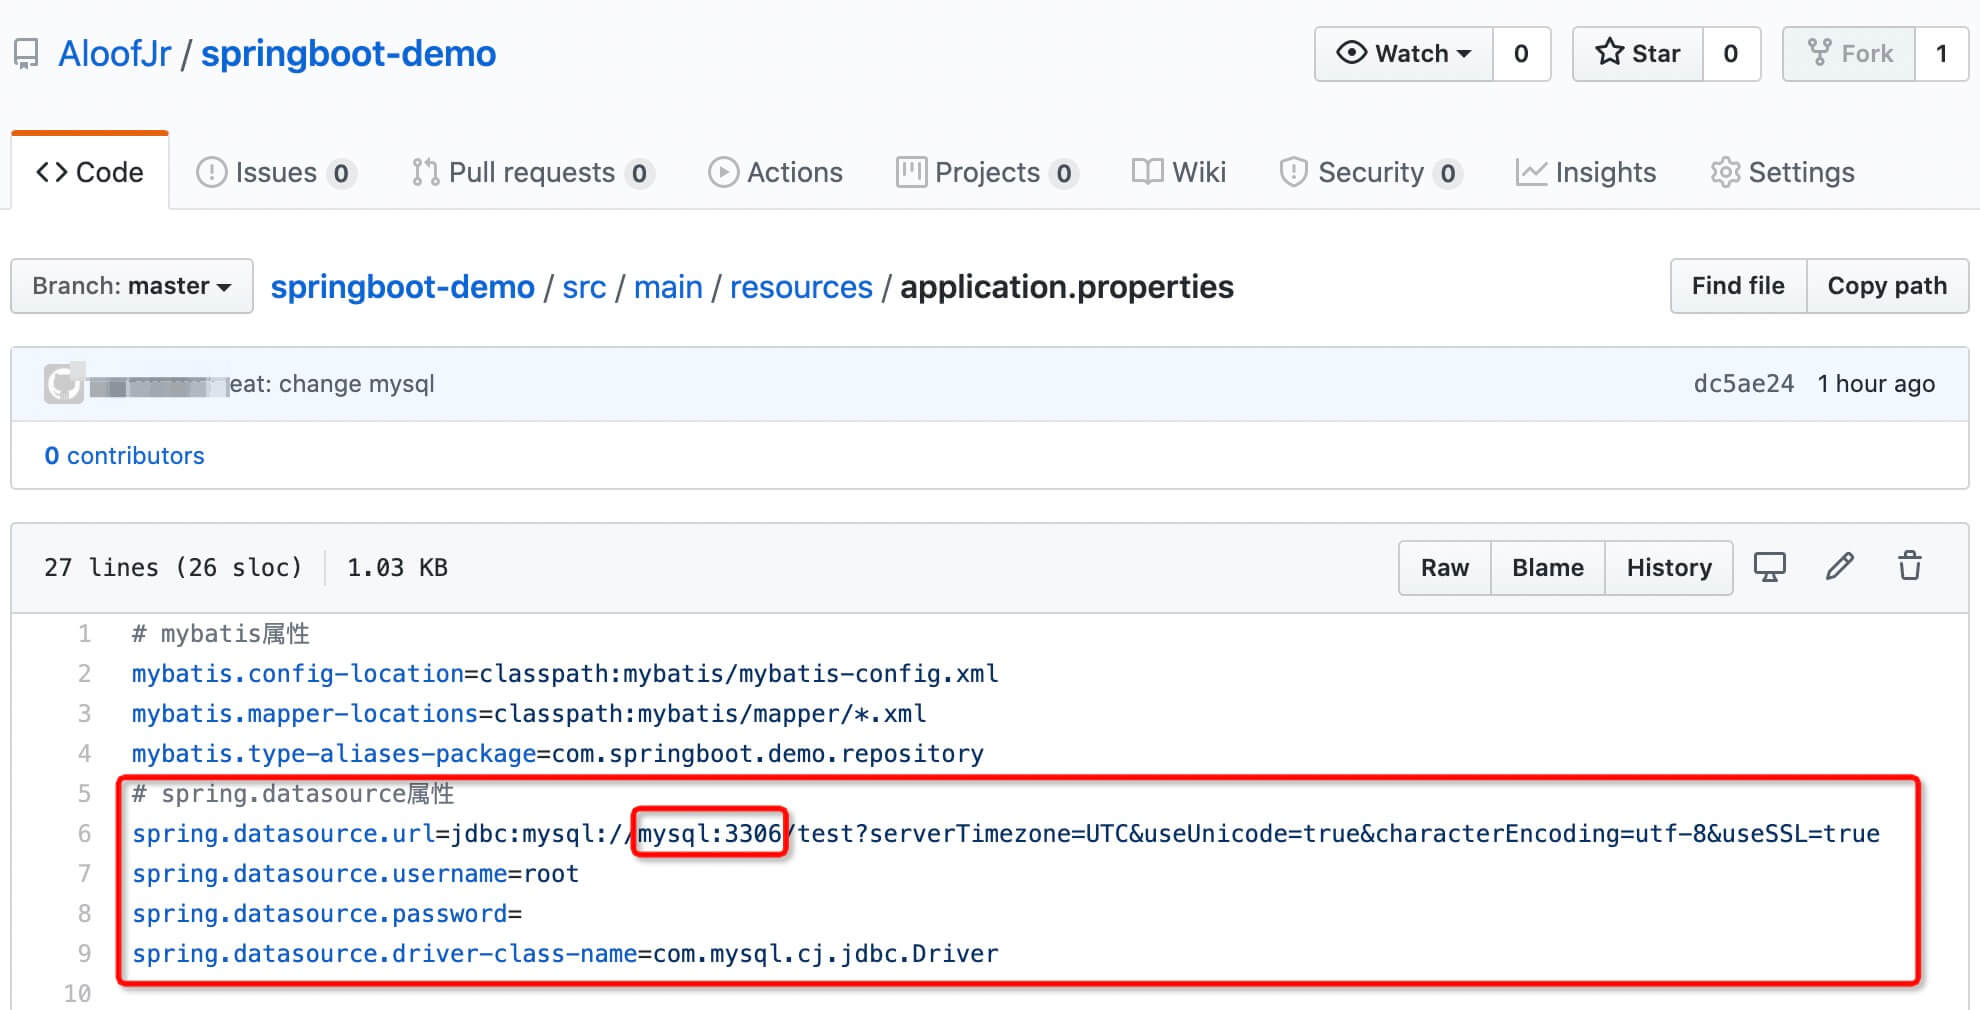 AloofJr / springboot-demo
Watch 0 Star 0 Fork 1
Code Issues 0 Pull requests 0 Actions Projects 0 Wiki Security 0 Insights Settings
Branch: master springboot-demo / src / main / resources / application.properties Find file Copy path
eat: change mysql dc5ae24 1 hour ago
0 contributors
27 lines (26 sloc) 1.03 KB Raw Blame History
1 # mybatis属性
2 mybatis.config-location=classpath:mybatis/mybatis-config.xml
3 mybatis.mapper-locations=classpath:mybatis/mapper/*.xml
4 mybatis.type-aliases-package=com.springboot.demo.repository
5 # spring.datasource属性
6 spring.datasource.url=jdbc:mysql://mysql:3306/test?serverTimezone=UTC&useUnicode=true&characterEncoding=utf-8&useSSL=true
7 spring.datasource.username=root
8 spring.datasource.password=
9 spring.datasource.driver-class-name=com.mysql.cj.jdbc.Driver
10